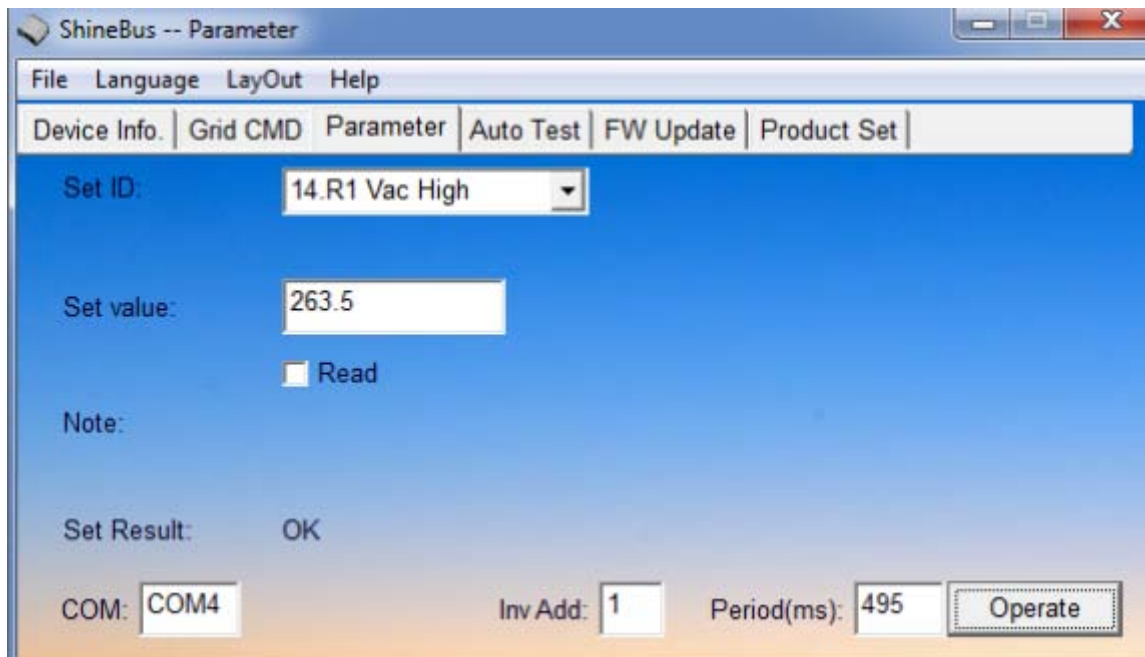 ShineBus -- Parameter
File Language LayOut Help
Device Info. Grid CMD Parameter Auto Test FW Update Product Set
Set ID: 14.R1 Vac High
Set value: 263.5
Read
Note:
Set Result: OK
COM: COM4 Inv Add: 1 Period(ms): 495 Operate